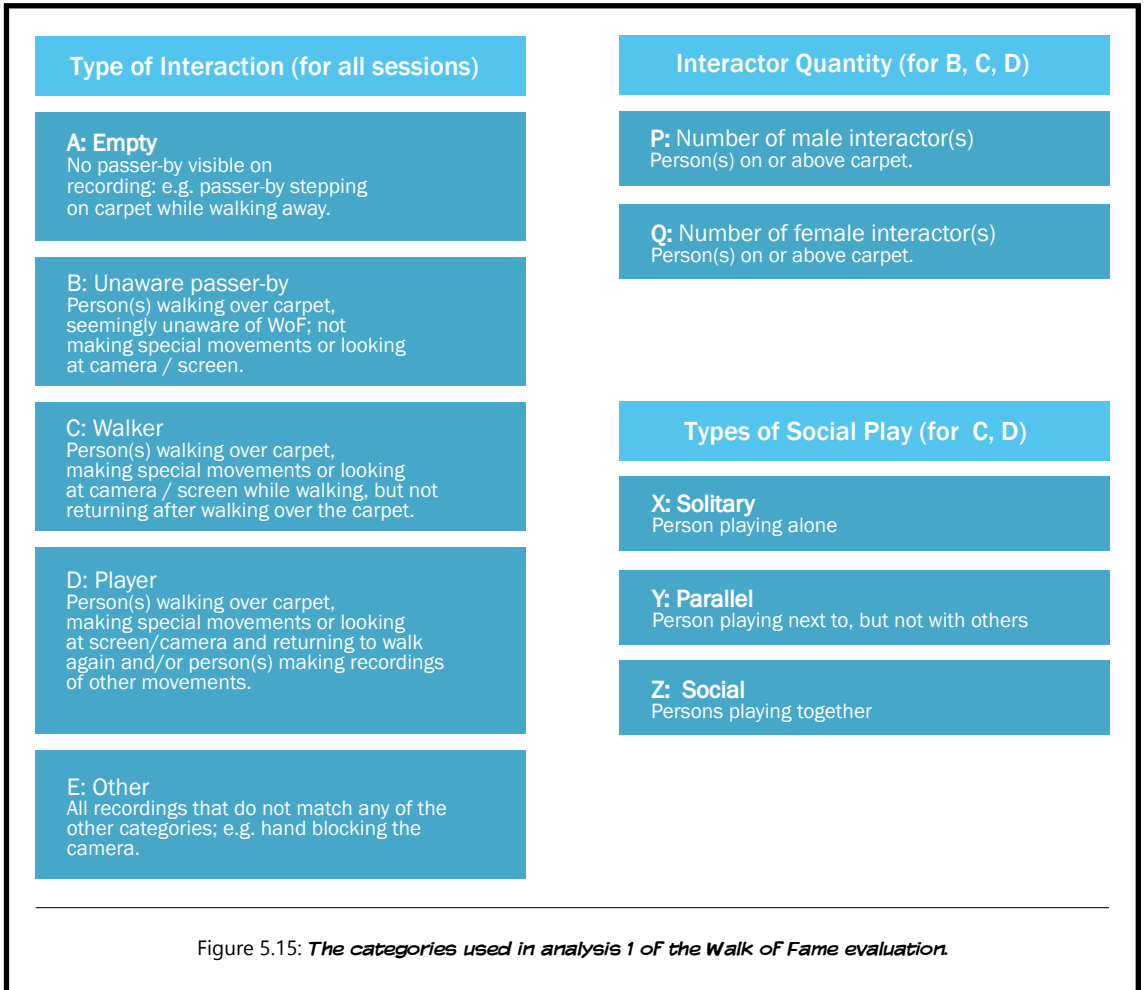 Type of Interaction (for all sessions)
A: Empty
No passer-by visible on
recording: e.g. passer-by stepping
on carpet while walking away.
B: Unaware passer-by
Person(s) walking over carpet,
seemingly unaware of WoF; not
making special movements or looking
at camera / screen.
C: Walker
Person(s) walking over carpet,
making special movements or looking
at camera / screen while walking, but not
returning after walking over the carpet.
D: Player
Person(s) walking over carpet,
making special movements or looking
at screen/camera and returning to walk
again and/or person(s) making recordings
of other movements.
E: Other
All recordings that do not match any of the
other categories; e.g. hand blocking the
camera.
Interactor Quantity (for B, C, D)
P: Number of male interactor(s)
Person(s) on or above carpet.
Q: Number of female interactor(s)
Person(s) on or above carpet.
Types of Social Play (for C, D)
X: Solitary
Person playing alone
Y: Parallel
Person playing next to, but not with others
Z: Social
Persons playing together
Figure 5.15: The categories used in analysis 1 of the Walk of Fame evaluation.